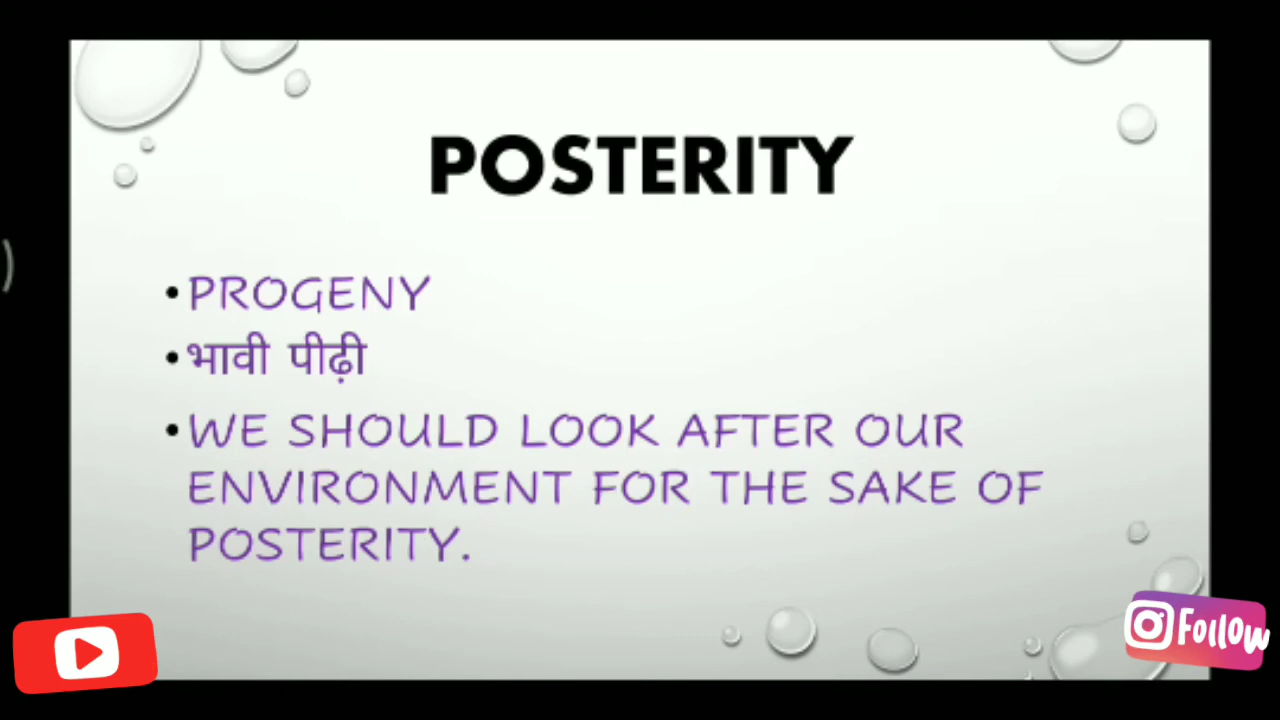 POSTERITY
•PROGENY
•भावी पीढ़ी
•WE SHOULD LOOK AFTER OUR
ENVIRONMENT FOR THE SAKE OF
POSTERITY.
Follow